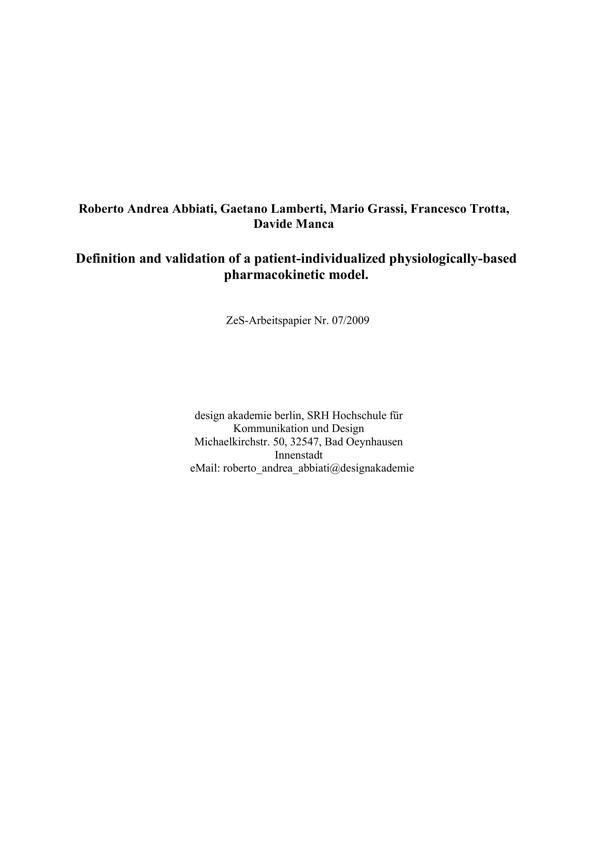 Roberto Andrea Abbiati, Gaetano Lamberti, Mario Grassi, Francesco Trotta,
Davide Manca
Definition and validation of a patient-individualized physiologically-based
pharmacokinetic model.
ZeS-Arbeitspapier Nr. 07/2009
design akademie berlin, SRH Hochschule für
Kommunikation und Design
Michaelkirchstr. 50, 32547, Bad Oeynhausen
Innenstadt
eMail: roberto_andrea_abbiati@designakademie